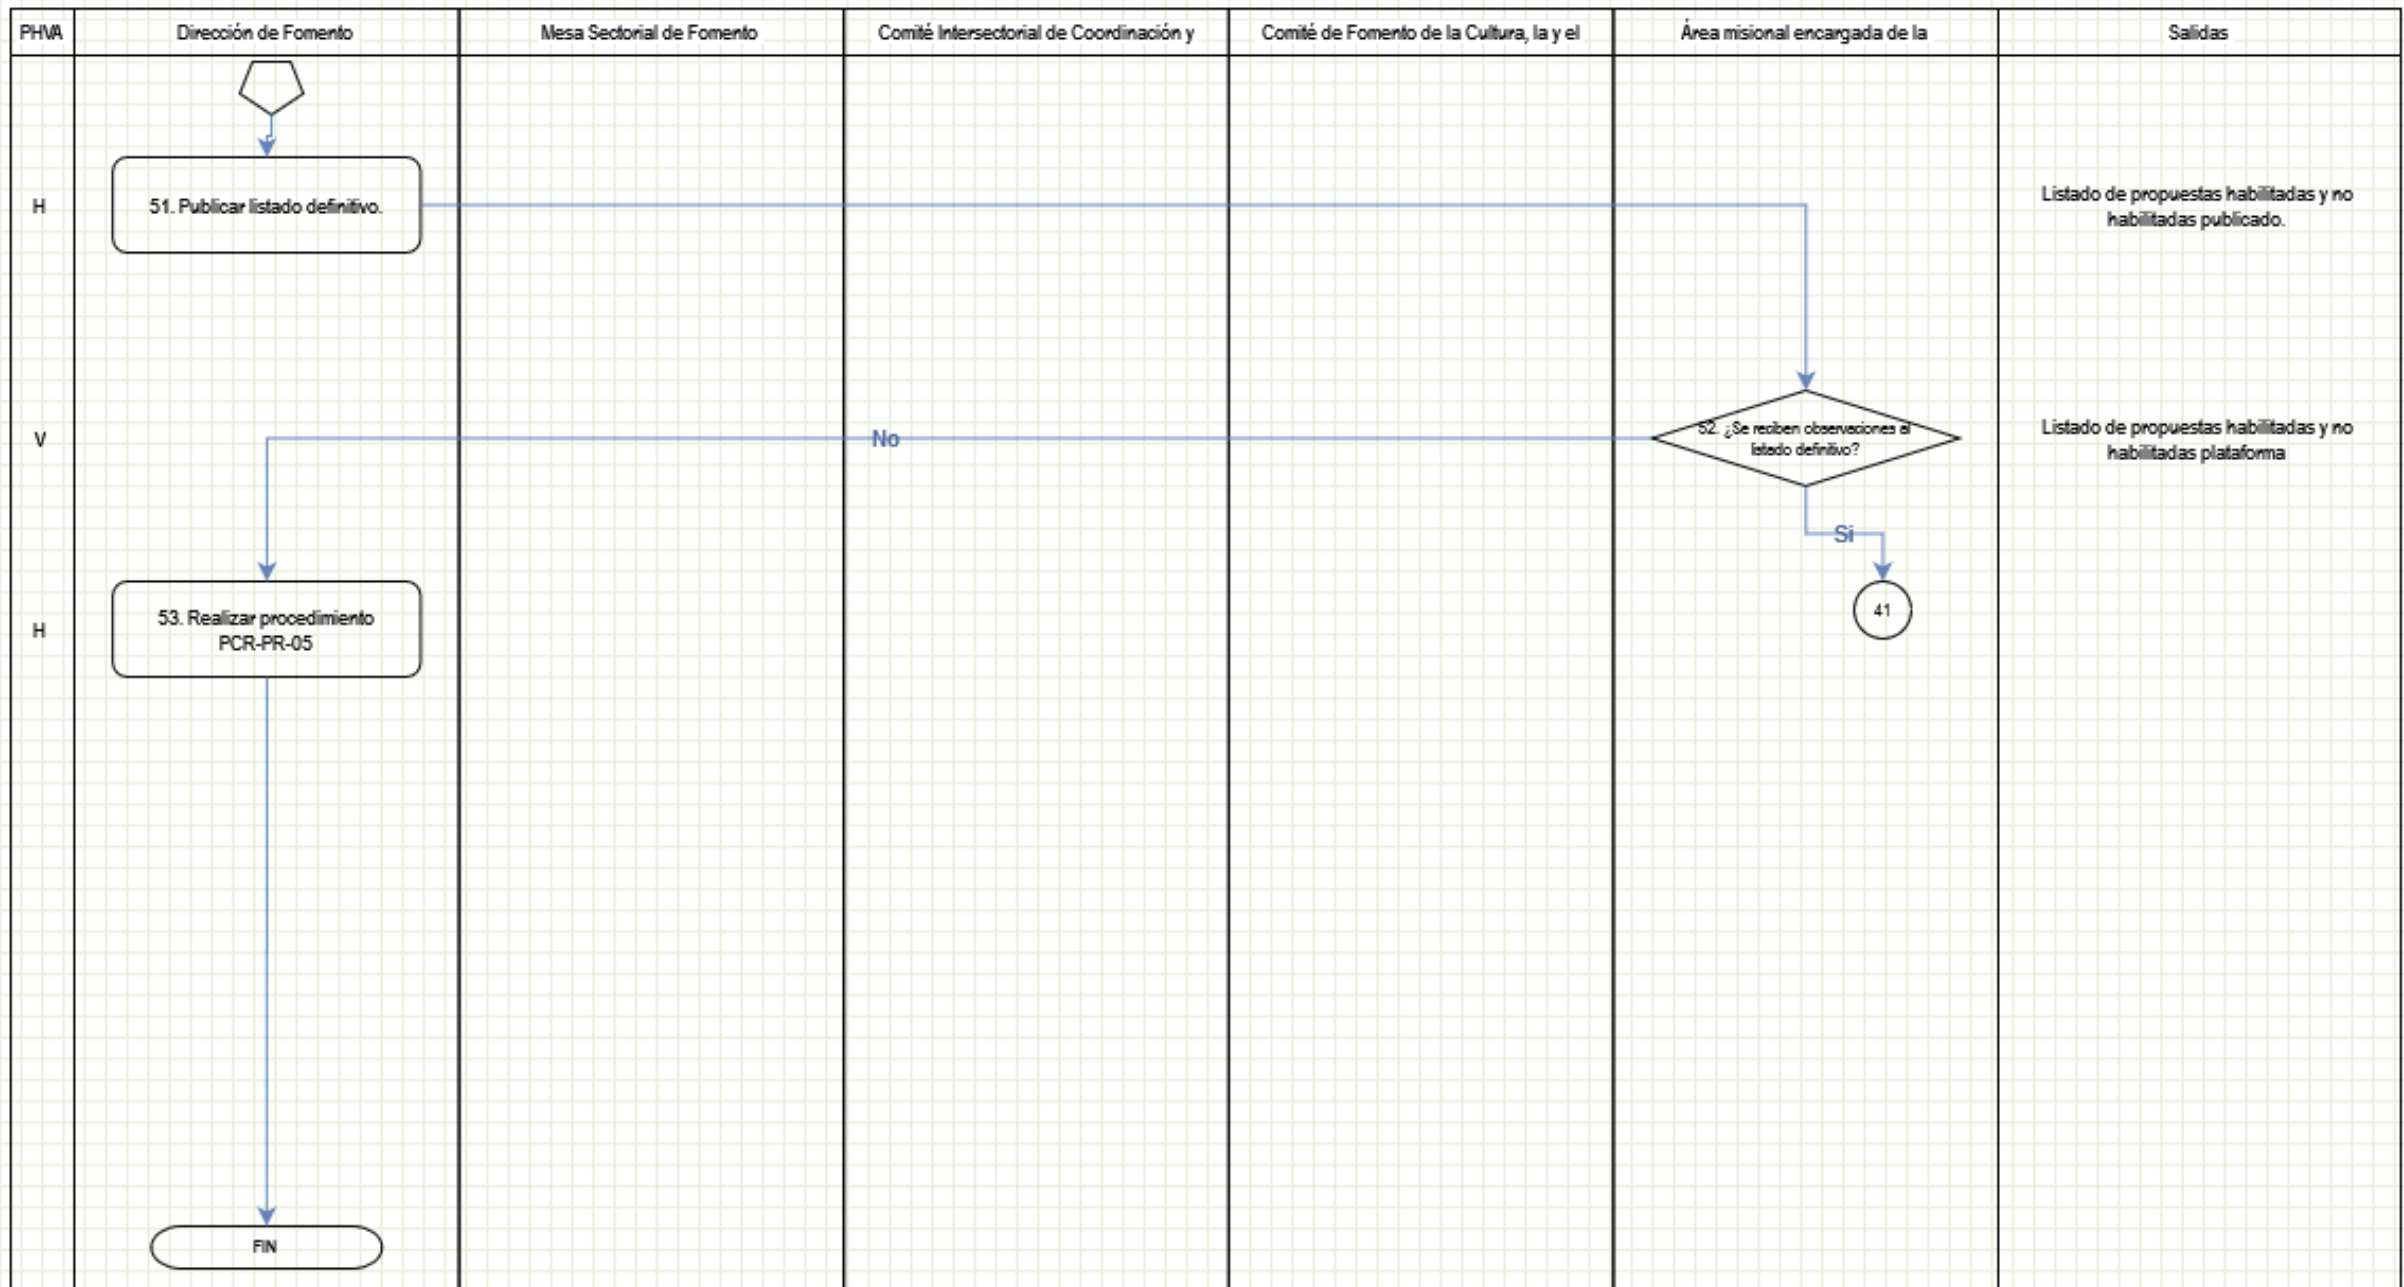 PHVA
Dirección de Fomento
Mesa Sectorial de Fomento
Comité Intersectorial de Coordinación y
Comité de Fomento de la Cultura, la y el
Área misional encargada de la
Salidas
H
51. Publicar listado definitivo.
Listado de propuestas habilitadas y no
habilitadas publicado.
V
No
52. ¿Se reciben observaciones al
listado definitivo?
Listado de propuestas habilitadas y no
habilitadas plataforma
Si
H
53. Realizar procedimiento
PCR-PR-05
41
FIN